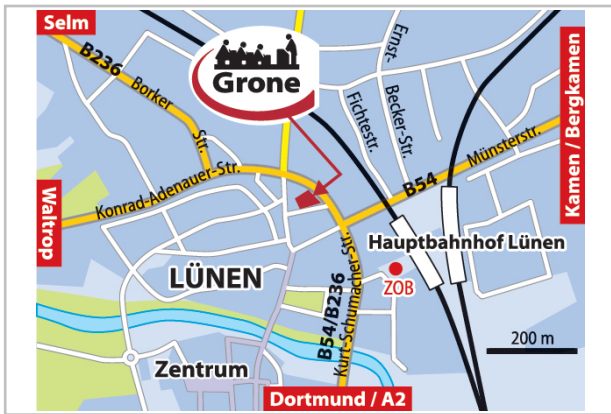 Selm
B236
Borker
Str.
Grone
Ernst-
Becker-Str.
Fichtestr.
Münsterstr.
B54
Kamen / Bergkamen
Waltrop
Konrad-Adenauer-Str.
Hauptbahnhof Lünen
LÜNEN
ZOB
B54/B236
Kurt-Schumacher-Str.
200 m
Zentrum
Dortmund / A2